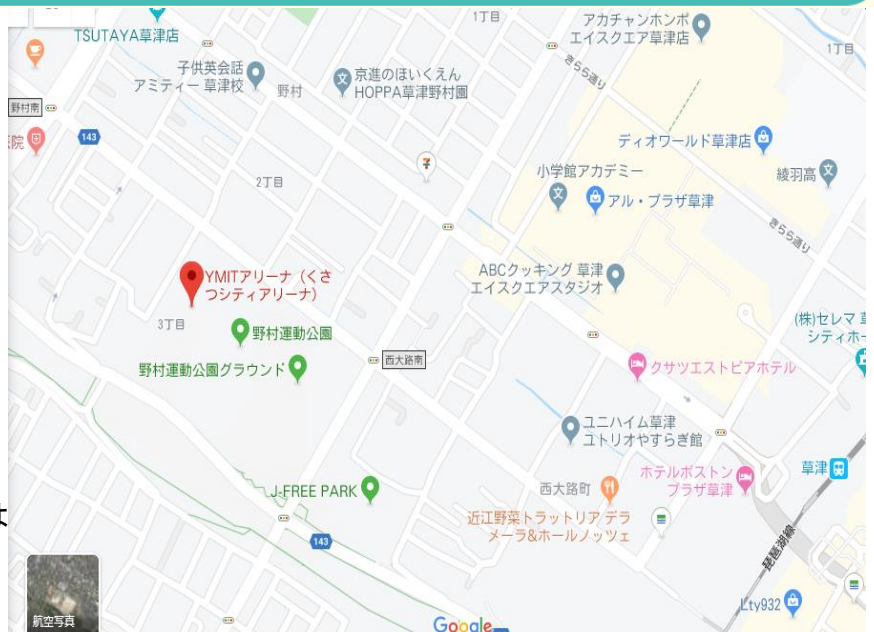 1丁目
アカチャンホンポ
エイスクエア草津店
TSUTAYA草津店
1丁目
きらら通り
子供英会話
アミティー 草津校
野村
京進のほいくえん
HOPPA草津野村園
野村南
医院
143
ディオワールド草津店
小学館アカデミー
綾羽高
2丁目
アル・プラザ草津
きらら通り
YMITアリーナ（くさ
つシティアリーナ）
ABCクッキング 草津
エイスクエアスタジオ
3丁目
野村運動公園
(株)セレマ
シティホー
野村運動公園グラウンド
西大路南
クサツエストピアホテル
ユニハイム草津
ユトリオやすらぎ館
草津
ホテルボストン
プラザ草津
J-FREE PARK
西大路町
近江野菜トラットリア デラ
メーラ&ホールノッツェ
143
琵琶湖線
Lty932
航空写真
Google